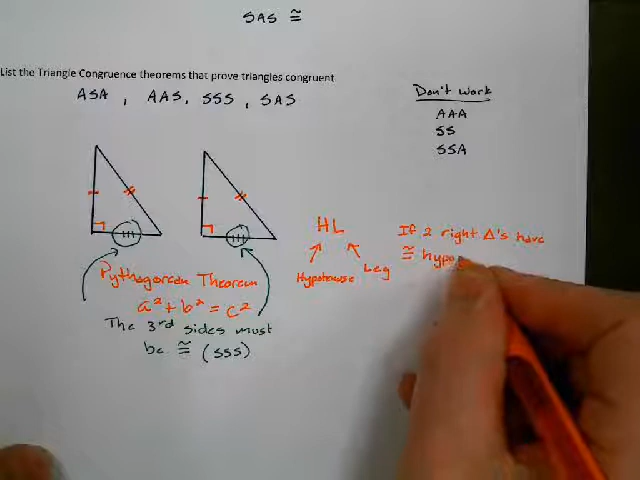 SAS ≅
List the Triangle Congruence theorems that prove triangles congruent
ASA, AAS, SSS, SAS
Don't work
AAA
SS
SSA
HL
Hypotenuse
Leg
If 2 right Δ's have
≅ hypo
Pythagorean Theorem
a² + b² = c²
The 3rd sides must
be ≅ (SSS)